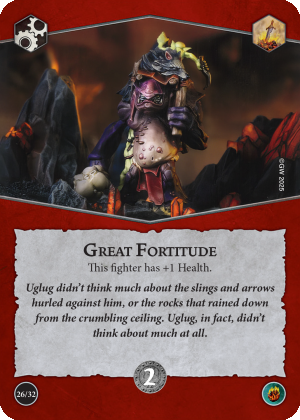 ©GW 2025
GREAT FORTITUDE
This fighter has +1 Health.
Uglug didn't think much about the slings and arrows
hurled against him, or the rocks that rained down
from the crumbling ceiling. Uglug, in fact, didn't
think about much at all.
26/32
2